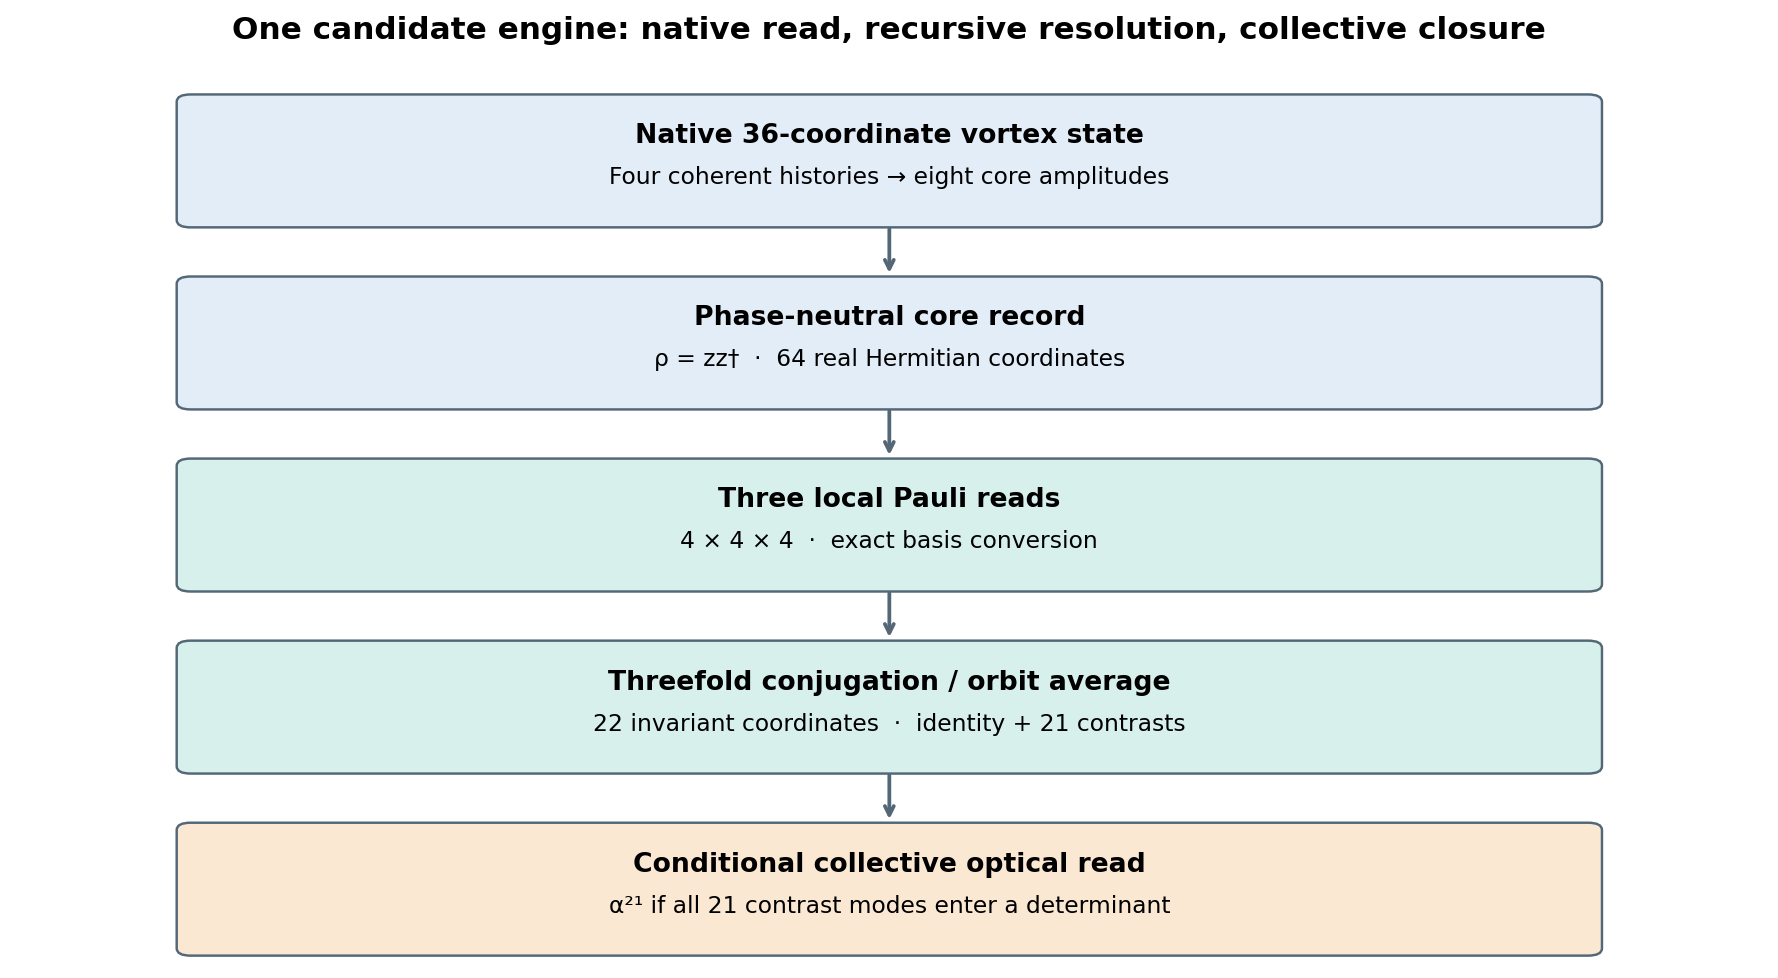 One candidate engine: native read, recursive resolution, collective closure
Native 36-coordinate vortex state
Four coherent histories → eight core amplitudes
Phase-neutral core record
ρ = zz† · 64 real Hermitian coordinates
Three local Pauli reads
4 × 4 × 4 · exact basis conversion
Threefold conjugation / orbit average
22 invariant coordinates · identity + 21 contrasts
Conditional collective optical read
α²¹ if all 21 contrast modes enter a determinant